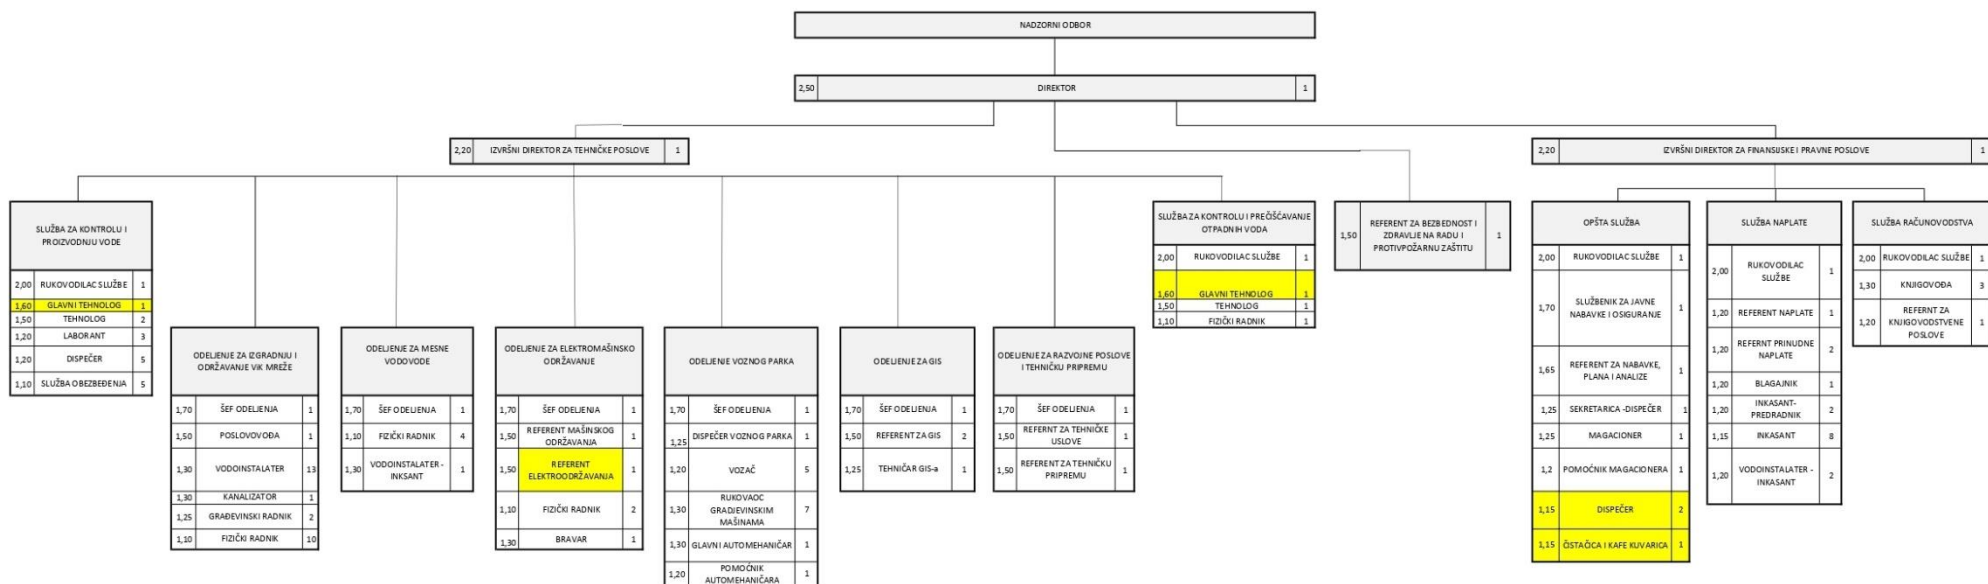 NADZORNI ODBOR
2,50 DIREKTOR 1
2,20 IZVRŠNI DIREKTOR ZA TEHNIČKE POSLOVE 1
2,20 IZVRŠNI DIREKTOR ZA FINANSIJSKE I PRAVNE POSLOVE 1
SLUŽBA ZA KONTROLU I
PROIZVODNJU VODE
2,00 RUKOVODILAC SLUŽBE 1
1,60 GLAVNI TEHNOLOG 1
1,50 TEHNOLOG 2
1,20 LABORANT 3
1,20 DISPEČER 5
1,10 SLUŽBA OBEZBEĐENJA 5
ODELJENJE ZA IZGRADNJU I
ODRŽAVANJE ViK MREŽE
1,70 ŠEF ODELJENJA 1
1,50 POSLOVOVOĐA 1
1,30 VODOINSTALATER 13
1,30 KANALIZATOR 1
1,25 GRAĐEVINSKI RADNIK 2
1,10 FIZIČKI RADNIK 10
ODELJENJE ZA MESNE
VODOVODE
1,70 ŠEF ODELJENJA 1
1,10 FIZIČKI RADNIK 4
1,30 VODOINSTALATER - 1
INKSANT
ODELJENJE ZA ELEKTROMAŠINSKO
ODRŽAVANJE
1,70 ŠEF ODELJENJA 1
1,50 REFERENT MAŠINSKOG 1
ODRŽAVANJA
1,50 REFERENT 1
ELEKTROODRŽAVANJA
1,10 FIZIČKI RADNIK 2
1,30 BRAVAR 1
ODELJENJE VOZNOG PARKA
1,70 ŠEF ODELJENJA 1
1,25 DISPEČER VOZNOG PARKA 1
1,20 VOZAČ 5
RUKOVAOC
1,30 GRADJEVINSKIM 7
MAŠINAMA
1,30 GLAVNI AUTOMEHANIČAR 1
1,20 POMOĆNIK 1
AUTOMEHANIČARA
ODELJENJE ZA GIS
1,70 ŠEF ODELJENJA 1
1,50 REFERENT ZA GIS 2
1,25 TEHNIČAR GIS-a 1
ODELJENJE ZA RAZVOJNE POSLOVE
I TEHNIČKU PRIPREMU
1,70 ŠEF ODELJENJA 1
1,50 REFERNT ZA TEHNIČKE 1
USLOVE
1,50 REFERENT ZA TEHNIČKU 1
PRIPREMU
SLUŽBA ZA KONTROLU I PREČIŠĆAVANJE
OTPADNIH VODA
2,00 RUKOVODILAC SLUŽBE 1
1,60 GLAVNI TEHNOLOG 1
1,50 TEHNOLOG 1
1,10 FIZIČKI RADNIK 1
REFERENT ZA BEZBEDNOST I
1,50 ZDRAVLJE NA RADU I 1
PROTIVPOŽARNU ZAŠTITU
OPŠTA SLUŽBA
2,00 RUKOVODILAC SLUŽBE 1
1,70 SLUŽBENIK ZA JAVNE 1
NABAVKE I OSIGURANJE
1,65 REFERENT ZA NABAVKE, 1
PLANA I ANALIZE
1,25 SEKRETARICA -DISPEČER 1
1,25 MAGACIONER 1
1,2 POMOĆNIK MAGACIONERA 1
1,15 DISPEČER 2
1,15 ČISTAČICA I KAFE KUVARICA 1
SLUŽBA NAPLATE
2,00 RUKOVODILAC 1
SLUŽBE
1,20 REFERENT NAPLATE 1
1,20 REFERNT PRINUDNE 2
NAPLATE
1,20 BLAGAJNIK 1
1,20 INKASANT- 2
PREDRADNIK
1,15 INKASANT 8
1,20 VODOINSTALATER - 2
INKASANT
SLUŽBA RAČUNOVODSTVA
2,00 RUKOVODILAC SLUŽBE 1
1,30 KNJIGOVOĐA 3
REFERNT ZA
1,20 KNJIGOVODSTVENE 1
POSLOVE